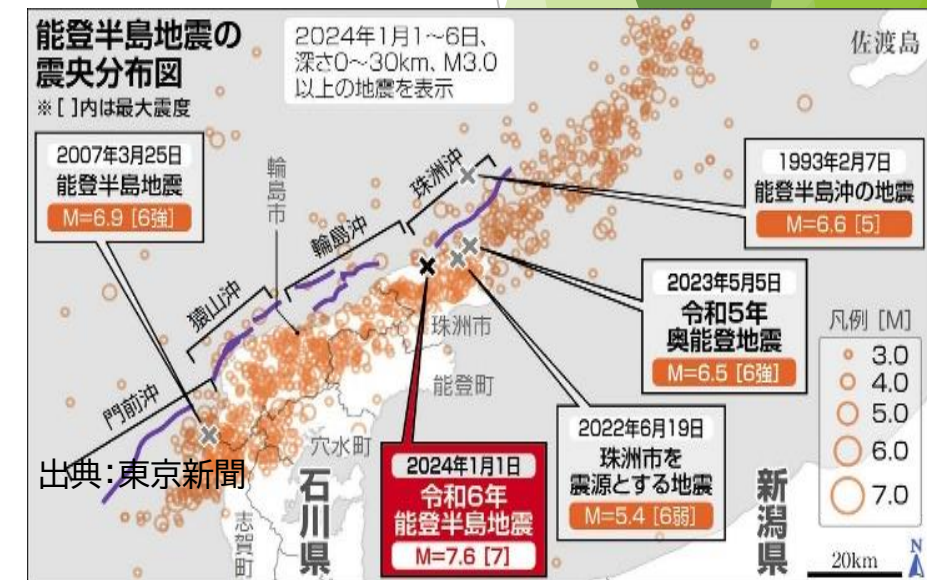 能登半島地震の
震央分布図
※[ ]内は最大震度
2024年1月1〜6日、
深さ0〜30km、M3.0
以上の地震を表示
佐渡島
2007年3月25日
能登半島地震
M=6.9 [6強]
輪島市
珠洲沖
輪島沖
猿山沖
門前沖
1993年2月7日
能登半島沖の地震
M=6.6 [5]
2023年5月5日
令和5年
奥能登地震
M=6.5 [6強]
珠洲市
能登町
穴水町
志賀町
石川県
2022年6月19日
珠洲市を
震源とする地震
M=5.4 [6弱]
2024年1月1日
令和6年
能登半島地震
M=7.6 [7]
新潟県
凡例 [M]
3.0
4.0
5.0
6.0
7.0
N
20km
出典：東京新聞